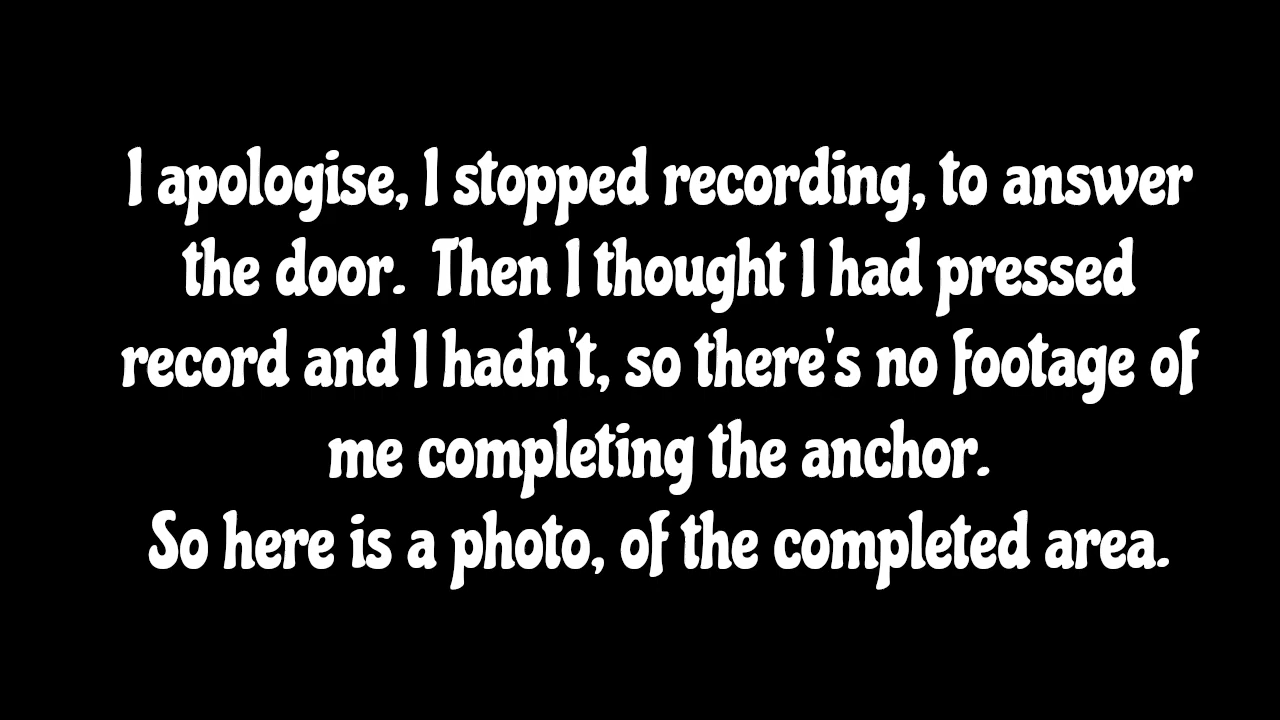 I apologise, I stopped recording, to answer
the door. Then I thought I had pressed
record and I hadn't, so there's no footage of
me completing the anchor.
So here is a photo, of the completed area.